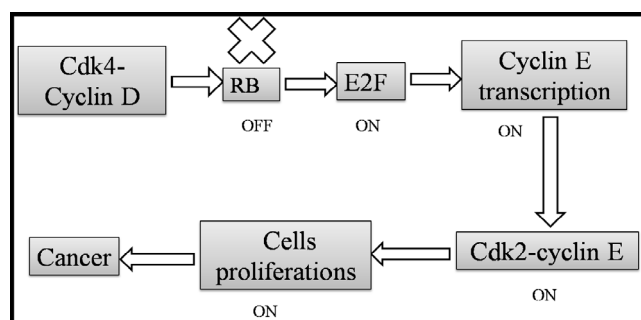 Cdk4-
Cyclin D
RB
E2F
Cyclin E
transcription
OFF
ON
ON
Cancer
Cells
proliferations
Cdk2-cyclin E
ON
ON